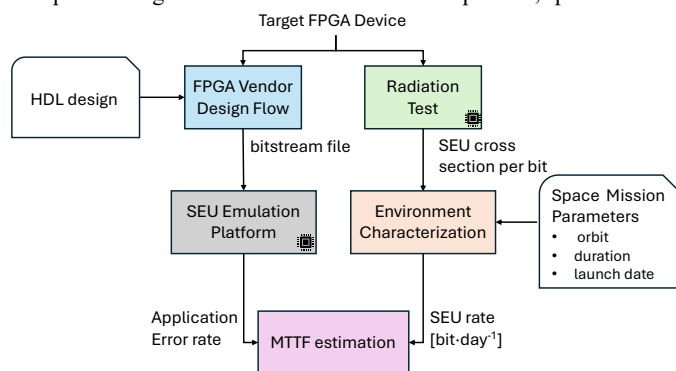 Target FPGA Device
HDL design
FPGA Vendor
Design Flow
Radiation
Test
bitstream file
SEU cross
section per bit
SEU Emulation
Platform
Environment
Characterization
Space Mission
Parameters
• orbit
• duration
• launch date
Application
Error rate
MTTF estimation
SEU rate
[bit·day⁻¹]